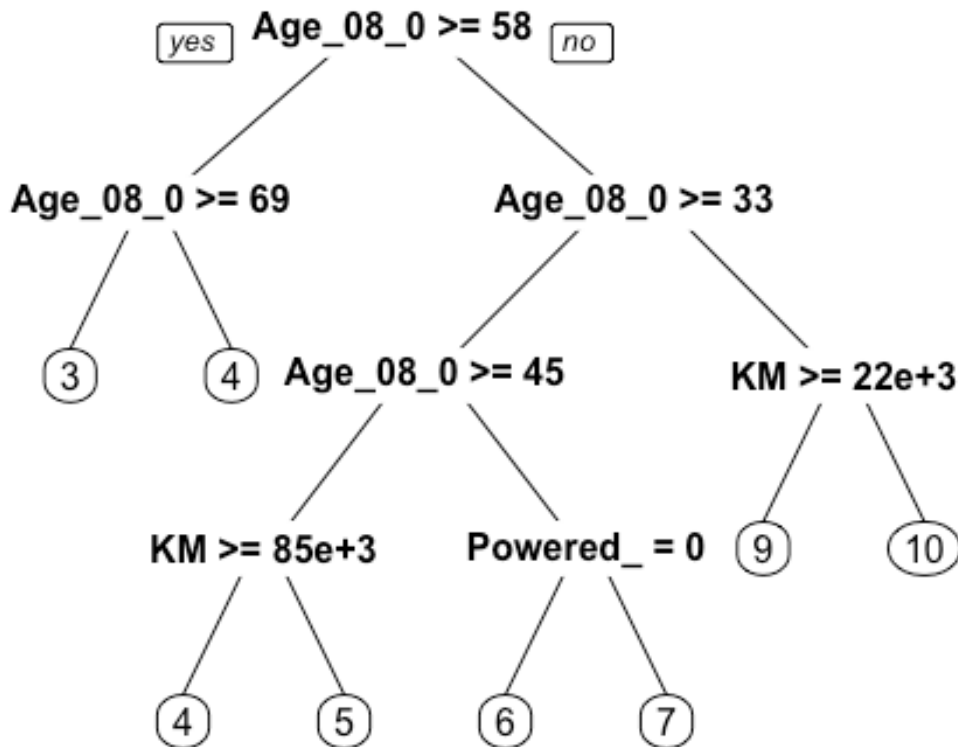 yes Age_08_0 >= 58 no
Age_08_0 >= 69 Age_08_0 >= 33
3 4 Age_08_0 >= 45 KM >= 22e+3
KM >= 85e+3 Powered_ = 0 9 10
4 5 6 7